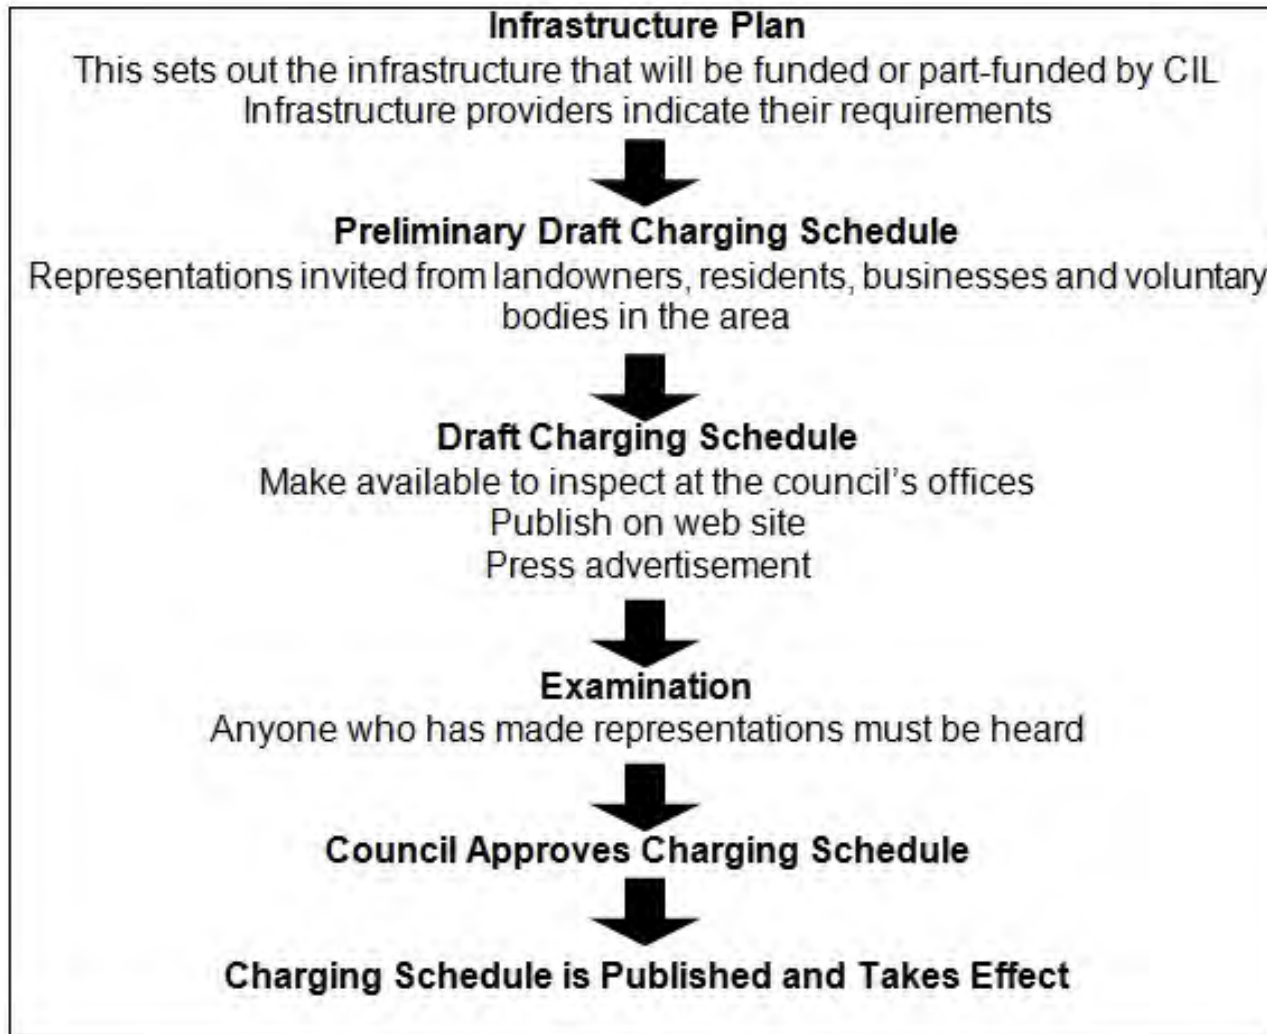 Infrastructure Plan
This sets out the infrastructure that will be funded or part-funded by CIL
Infrastructure providers indicate their requirements
Preliminary Draft Charging Schedule
Representations invited from landowners, residents, businesses and voluntary
bodies in the area
Draft Charging Schedule
Make available to inspect at the council's offices
Publish on web site
Press advertisement
Examination
Anyone who has made representations must be heard
Council Approves Charging Schedule
Charging Schedule is Published and Takes Effect